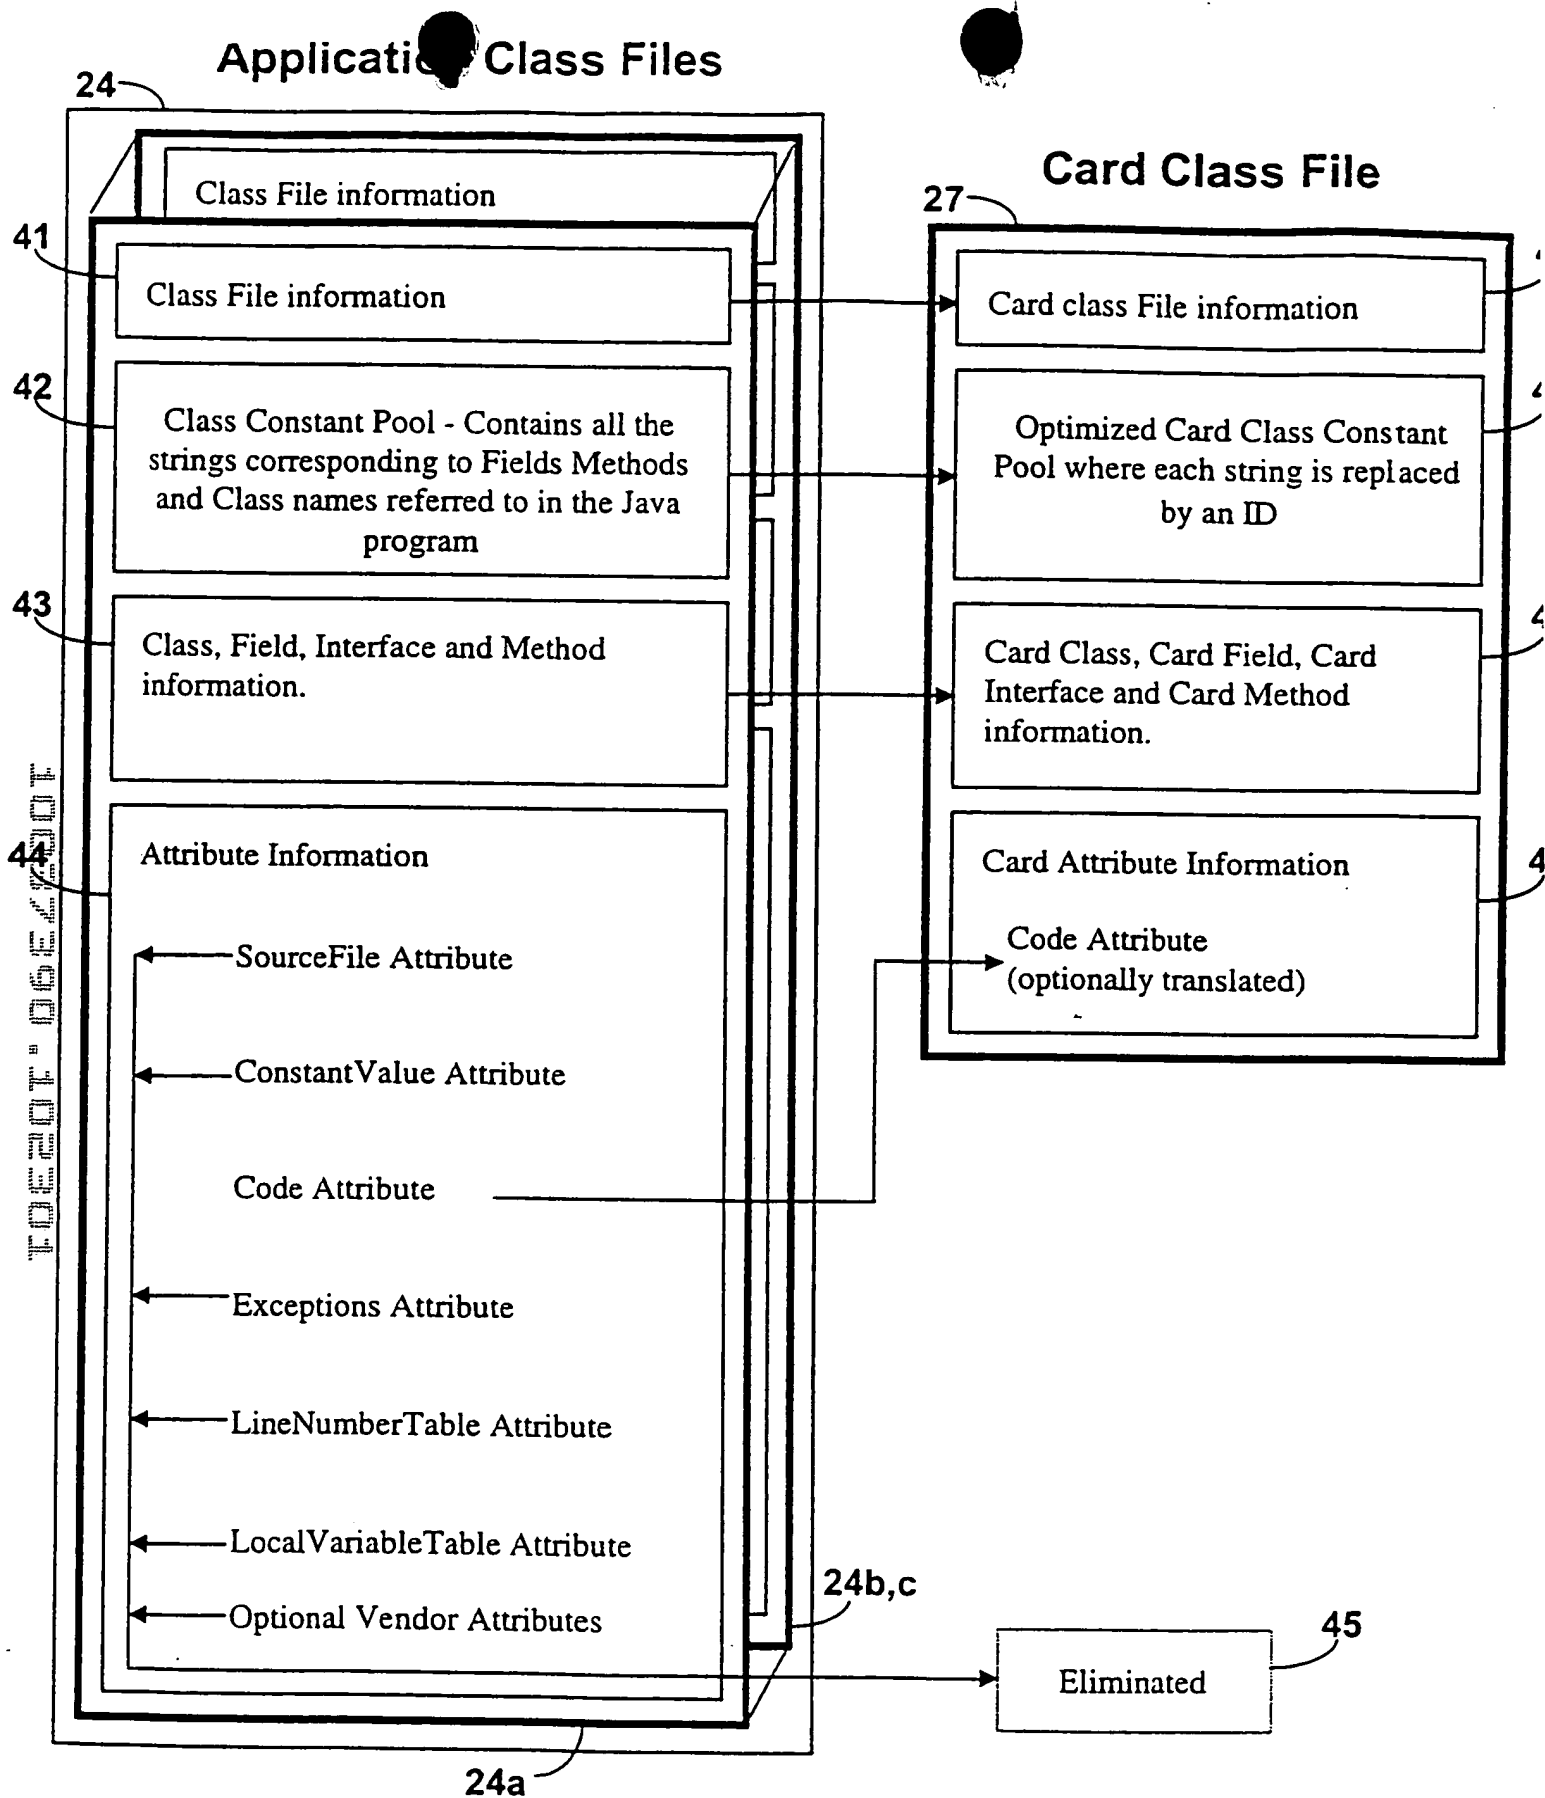 Application Class Files
24
Card Class File
27
Class File information
41
Class File information
Card class File information
42
Class Constant Pool - Contains all the
strings corresponding to Fields Methods
and Class names referred to in the Java
program
Optimized Card Class Constant
Pool where each string is replaced
by an ID
43
Class, Field, Interface and Method
information.
Card Class, Card Field, Card
Interface and Card Method
information.
44
Attribute Information
Card Attribute Information
Code Attribute
(optionally translated)
SourceFile Attribute
ConstantValue Attribute
Code Attribute
Exceptions Attribute
LineNumberTable Attribute
LocalVariableTable Attribute
Optional Vendor Attributes
24b,c
45
Eliminated
24a